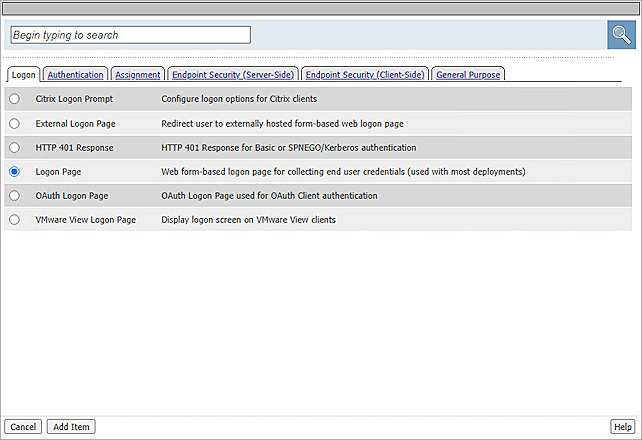 Begin typing to search
Logon Authentication Assignment Endpoint Security (Server-Side) Endpoint Security (Client-Side) General Purpose
Citrix Logon Prompt Configure logon options for Citrix clients
External Logon Page Redirect user to externally hosted form-based web logon page
HTTP 401 Response HTTP 401 Response for Basic or SPNEGO/Kerberos authentication
Logon Page Web form-based logon page for collecting end user credentials (used with most deployments)
OAuth Logon Page OAuth Logon Page used for OAuth Client authentication
VMware View Logon Page Display logon screen on VMware View clients
Cancel Add Item Help